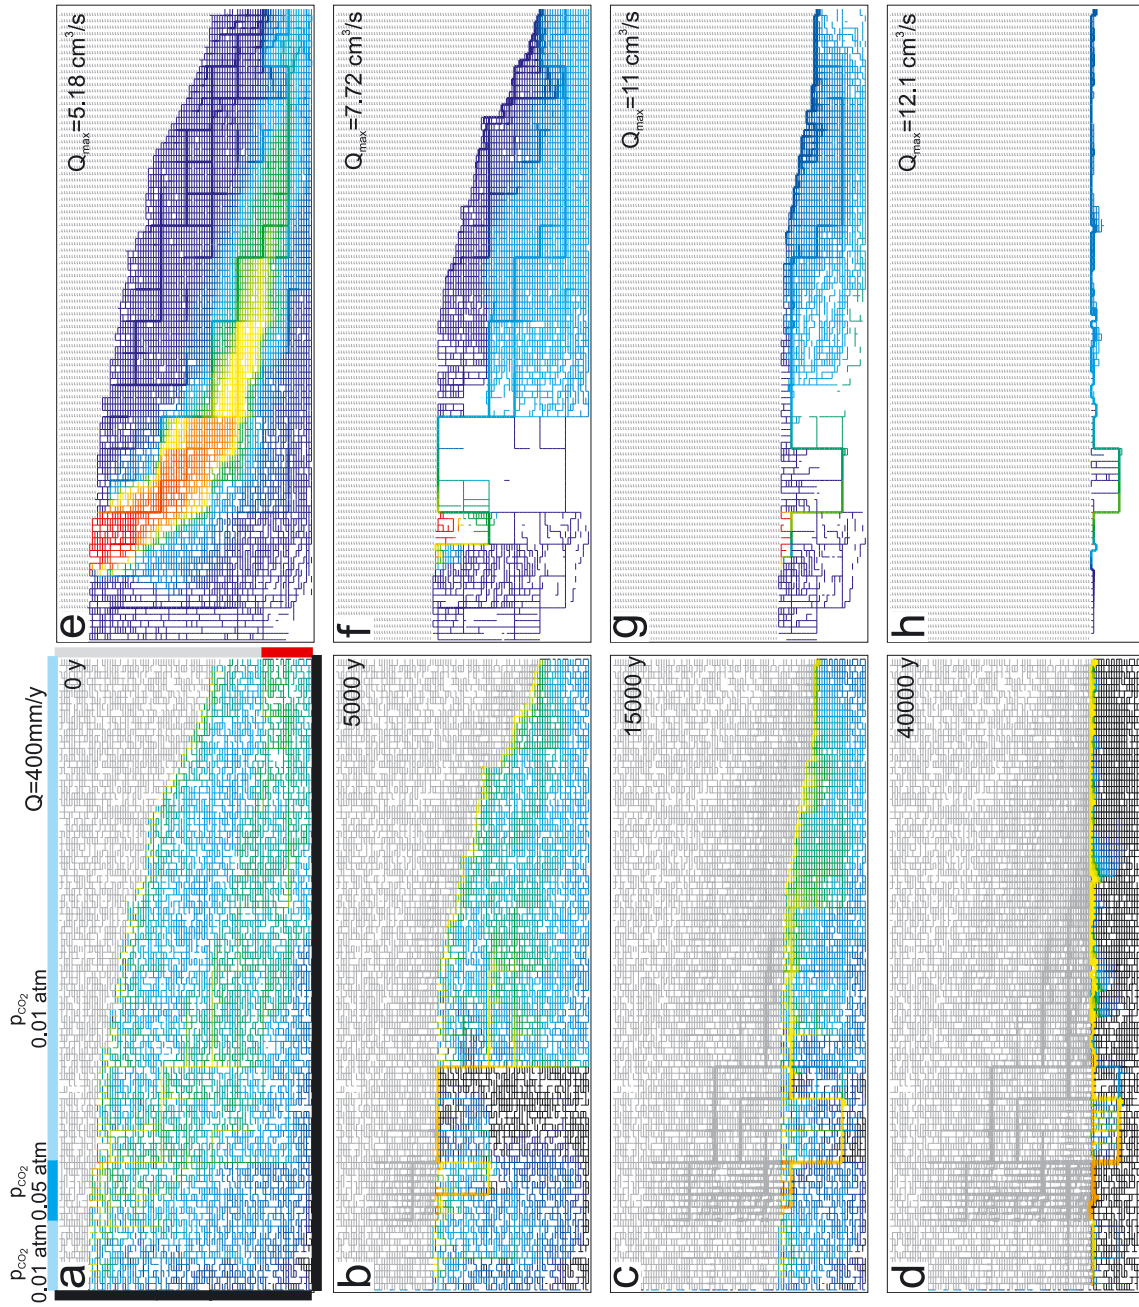 p_CO2 0.01 atm
p_CO2 0.05 atm
p_CO2 0.01 atm
Q=400mm/y
a
0 y
b
5000 y
c
15000 y
d
40000 y
e
Q_max=5.18 cm³/s
f
Q_max=7.72 cm³/s
g
Q_max=11 cm³/s
h
Q_max=12.1 cm³/s